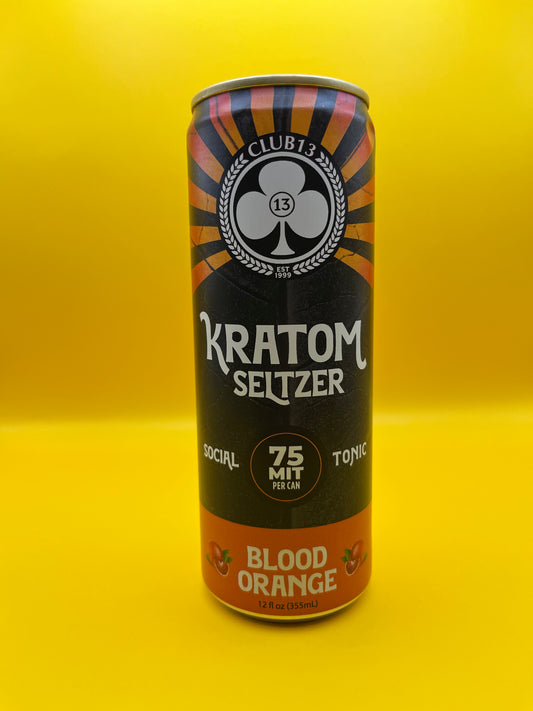 CLUB13
13
EST
1999
KRATOM
SELTZER
SOCIAL
75
MIT
PER CAN
TONIC
BLOOD
ORANGE
12 fl oz (355mL)